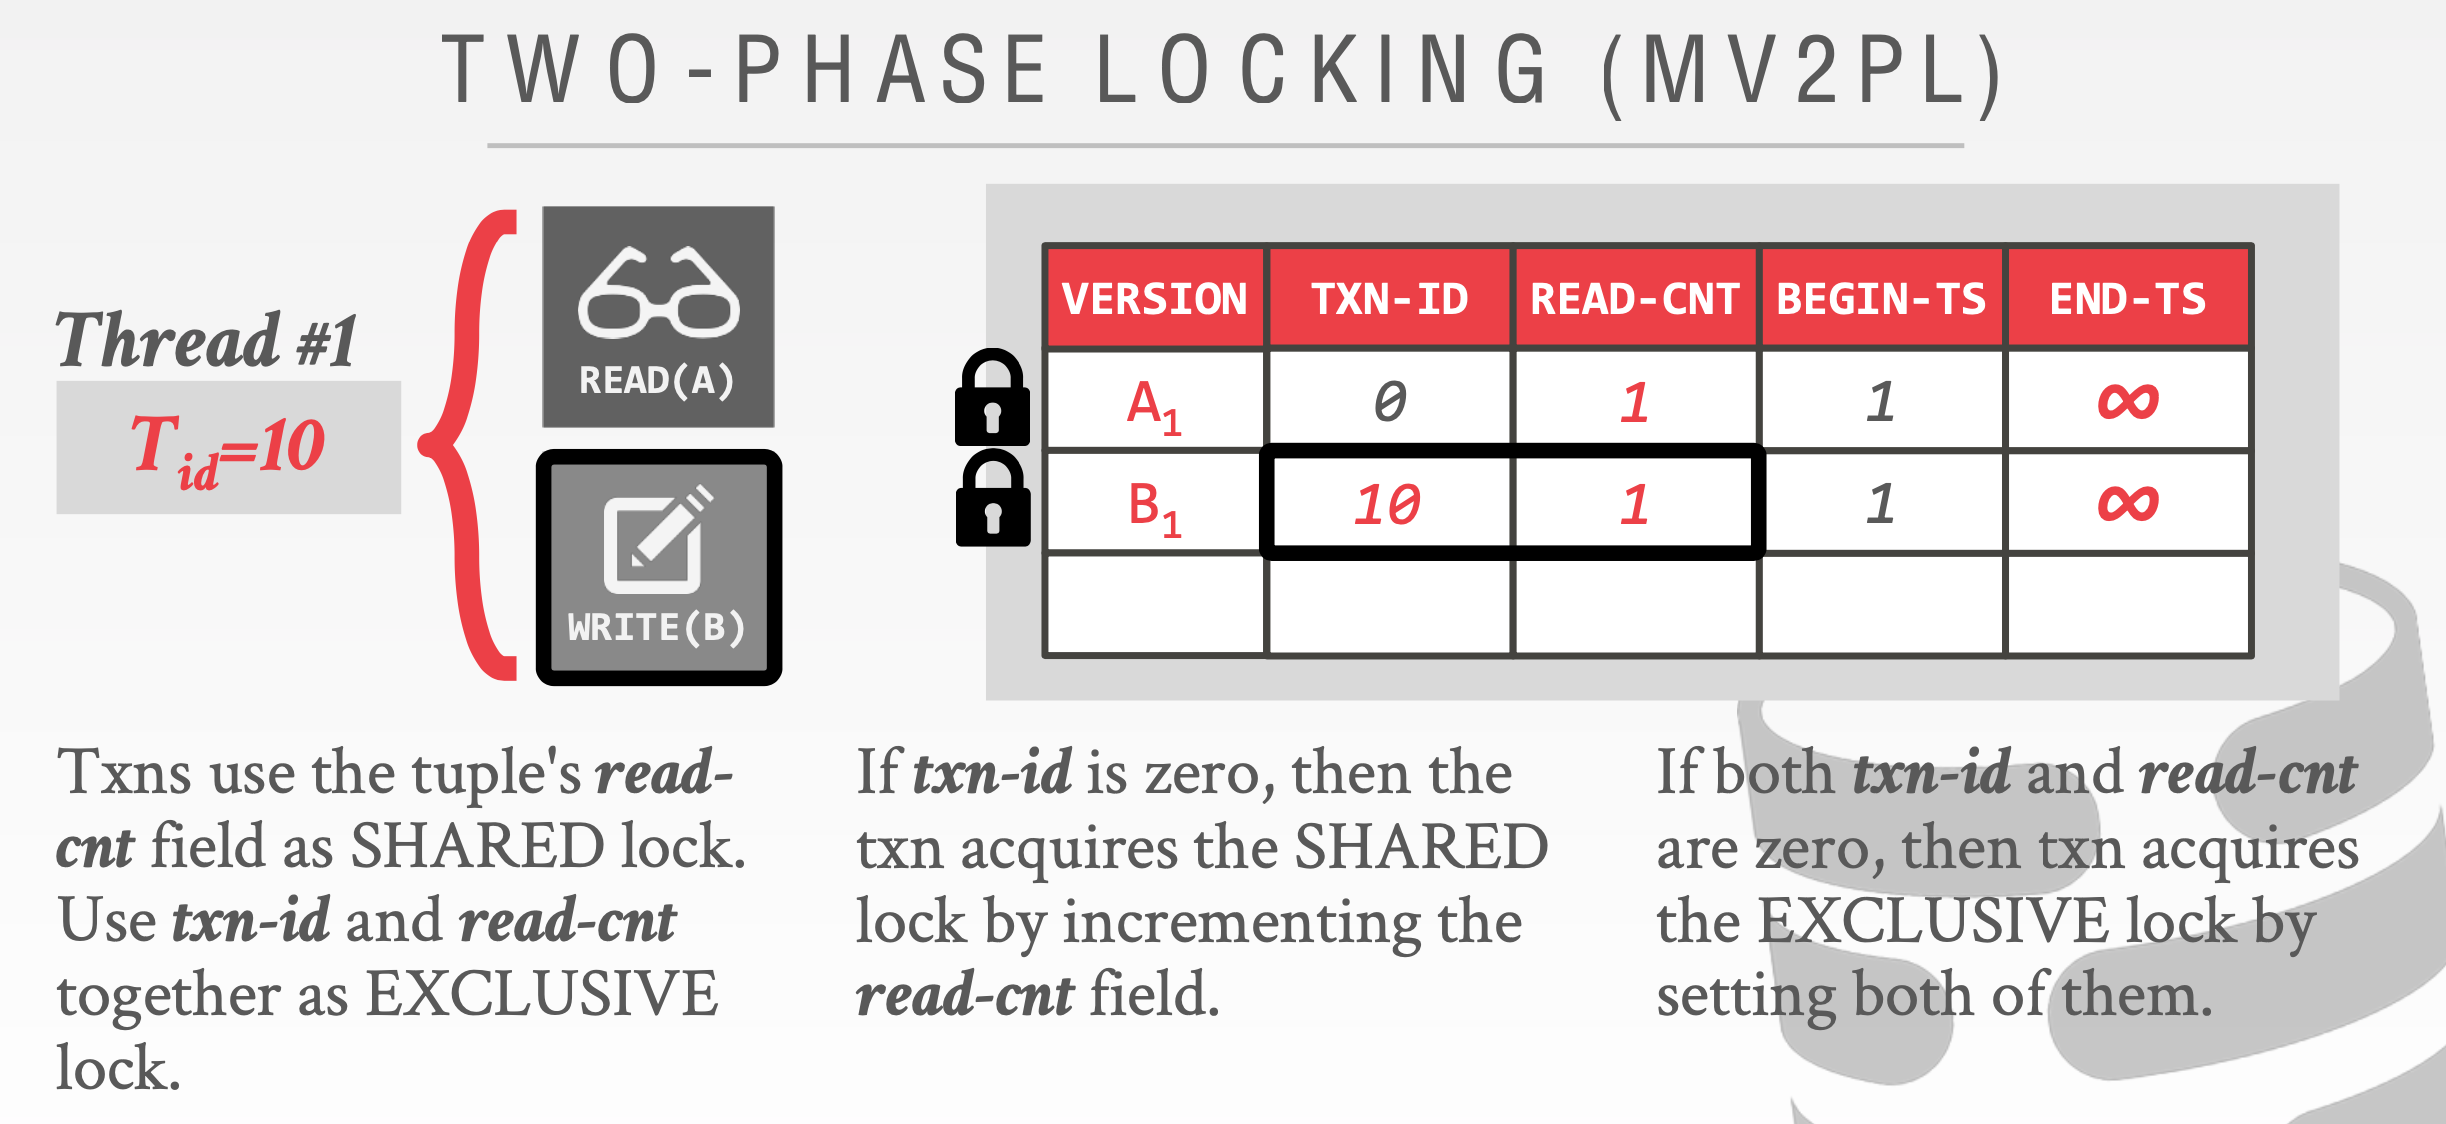 TWO-PHASE LOCKING (MV2PL)
Thread #1
Tid=10
READ(A)
WRITE(B)
VERSION TXN-ID READ-CNT BEGIN-TS END-TS
A1 0 1 1 ∞
B1 10 1 1 ∞
Txns use the tuple's read-
cnt field as SHARED lock.
Use txn-id and read-cnt
together as EXCLUSIVE
lock.
If txn-id is zero, then the
txn acquires the SHARED
lock by incrementing the
read-cnt field.
If both txn-id and read-cnt
are zero, then txn acquires
the EXCLUSIVE lock by
setting both of them.